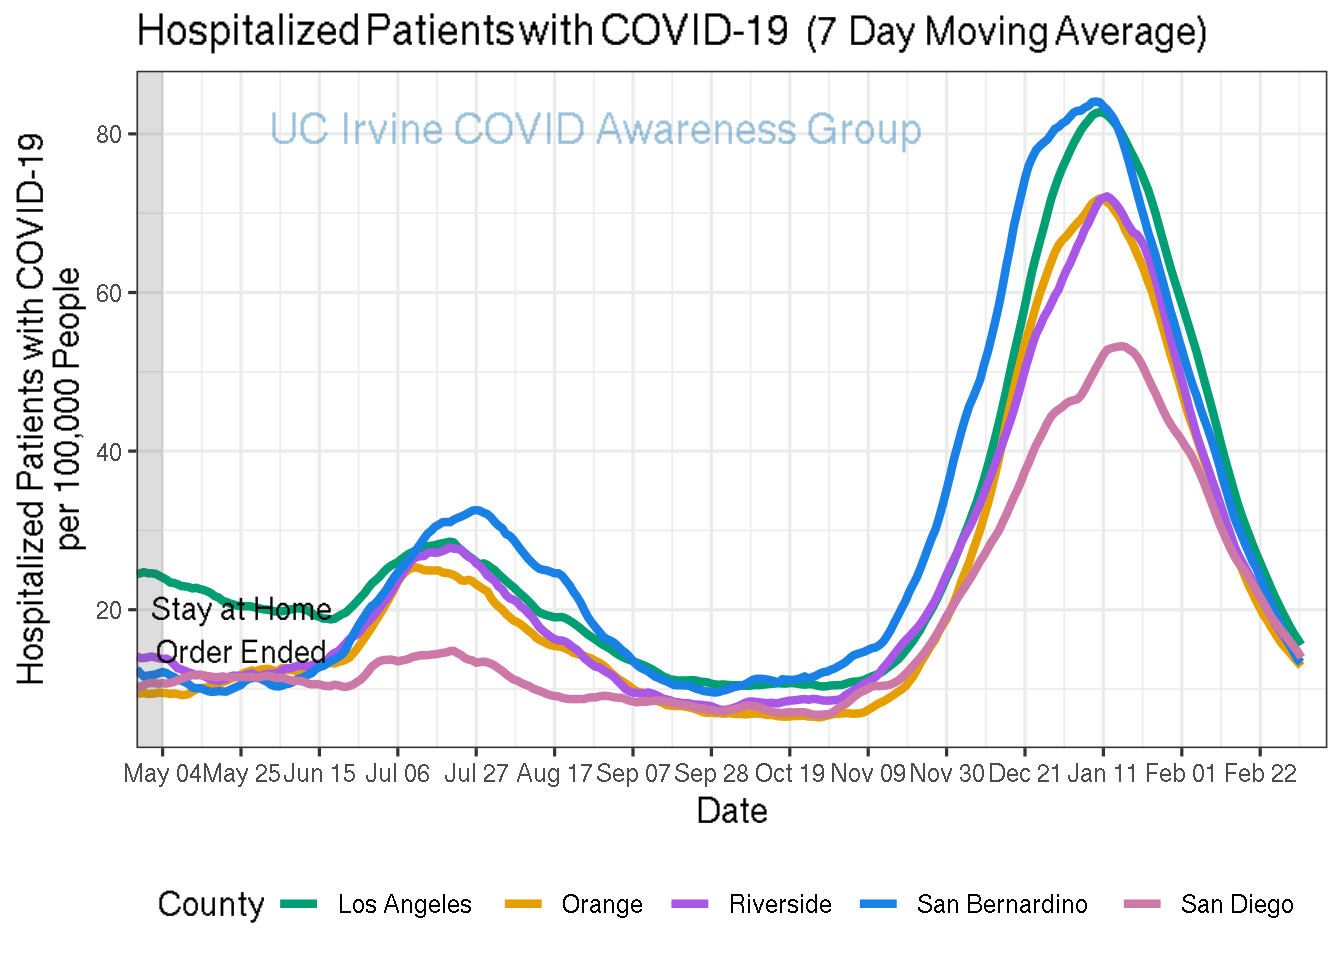 Hospitalized Patients with COVID-19 (7 Day Moving Average)
UC Irvine COVID Awareness Group
Hospitalized Patients with COVID-19
per 100,000 People
80
60
40
20
Stay at Home
Order Ended
May 04 May 25 Jun 15 Jul 06 Jul 27 Aug 17 Sep 07 Sep 28 Oct 19 Nov 09 Nov 30 Dec 21 Jan 11 Feb 01 Feb 22
Date
County Los Angeles Orange Riverside San Bernardino San Diego